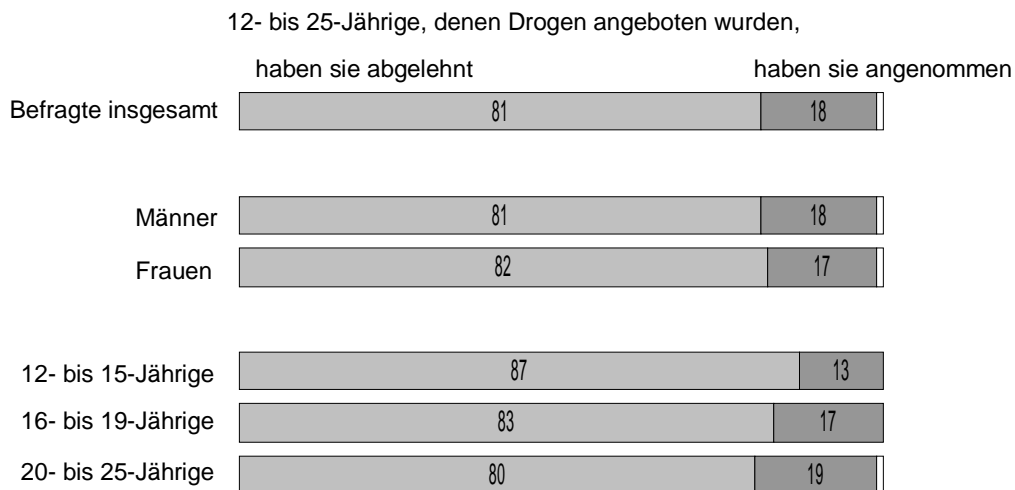 12- bis 25-Jährige, denen Drogen angeboten wurden,
haben sie abgelehnt haben sie angenommen
Befragte insgesamt 81 18
Männer 81 18
Frauen 82 17
12- bis 15-Jährige 87 13
16- bis 19-Jährige 83 17
20- bis 25-Jährige 80 19